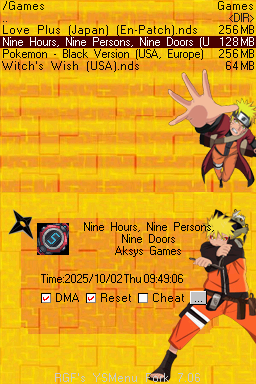 /Games Games
.. <DIR>
Love Plus (Japan) (En-Patch).nds 256MB
Nine Hours, Nine Persons, Nine Doors (U 128MB
Pokemon - Black Version (USA, Europe) 256MB
Witch's Wish (USA).nds 64MB
Nine Hours, Nine Persons,
Nine Doors
Aksys Games
Time:2025/10/02Thu 09:49:06
DMA Reset Cheat ...